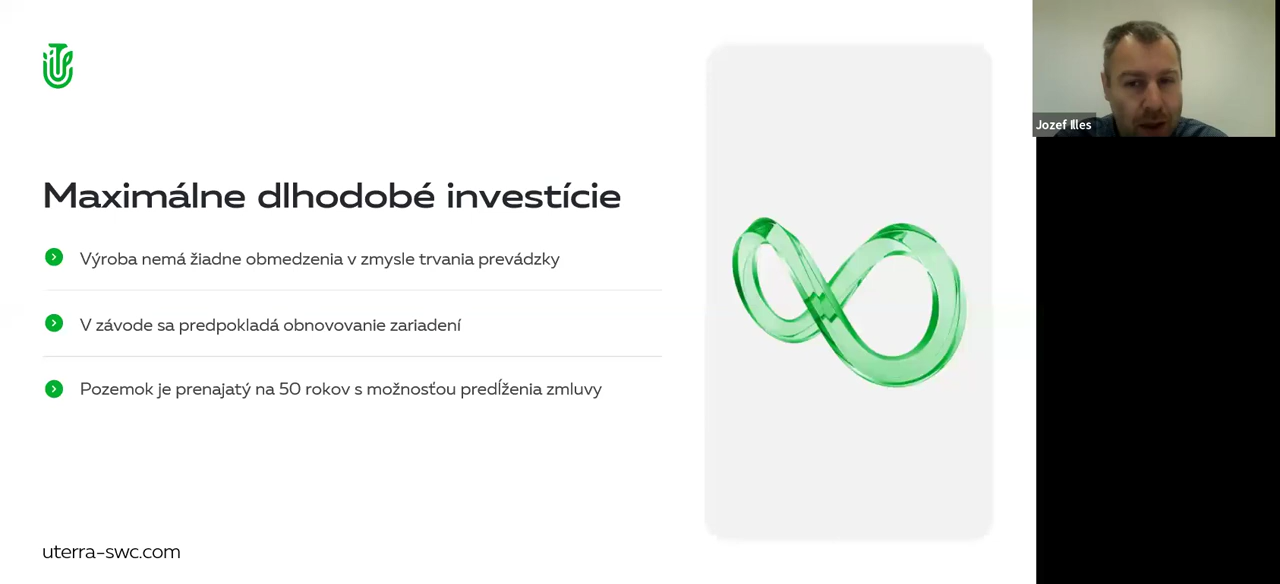 Maximálne dlhodobé investície
Výroba nemá žiadne obmedzenia v zmysle trvania prevádzky
V závode sa predpokladá obnovovanie zariadení
Pozemok je prenajatý na 50 rokov s možnosťou predĺženia zmluvy
uterra-swc.com
Jozef Illes